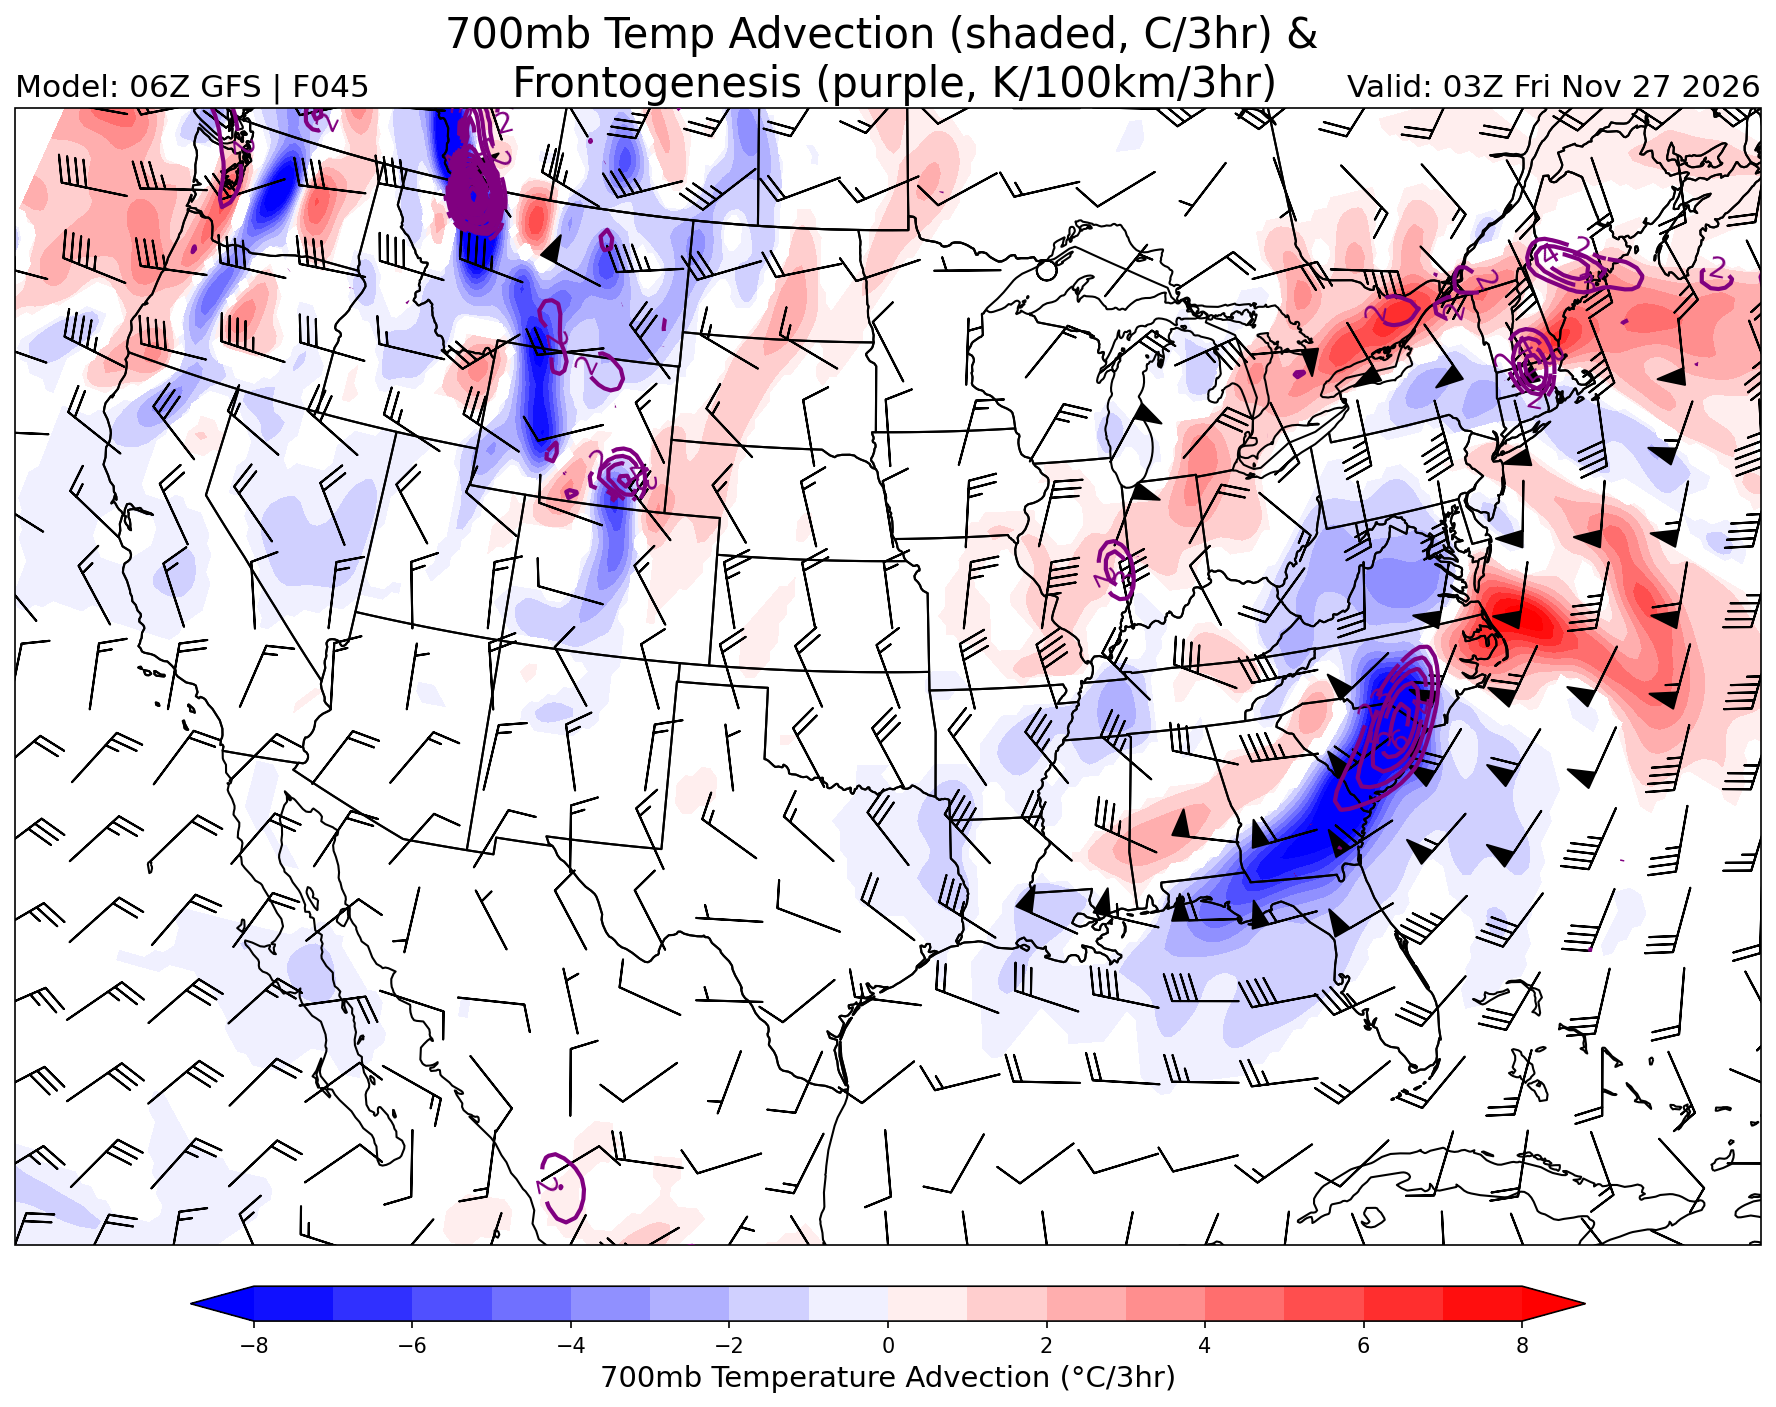 700mb Temp Advection (shaded, C/3hr) &
Model: 06Z GFS | F045
Frontogenesis (purple, K/100km/3hr)
Valid: 03Z Fri Nov 27 2026
−8
−6
−4
−2
0
2
4
6
8
700mb Temperature Advection (°C/3hr)